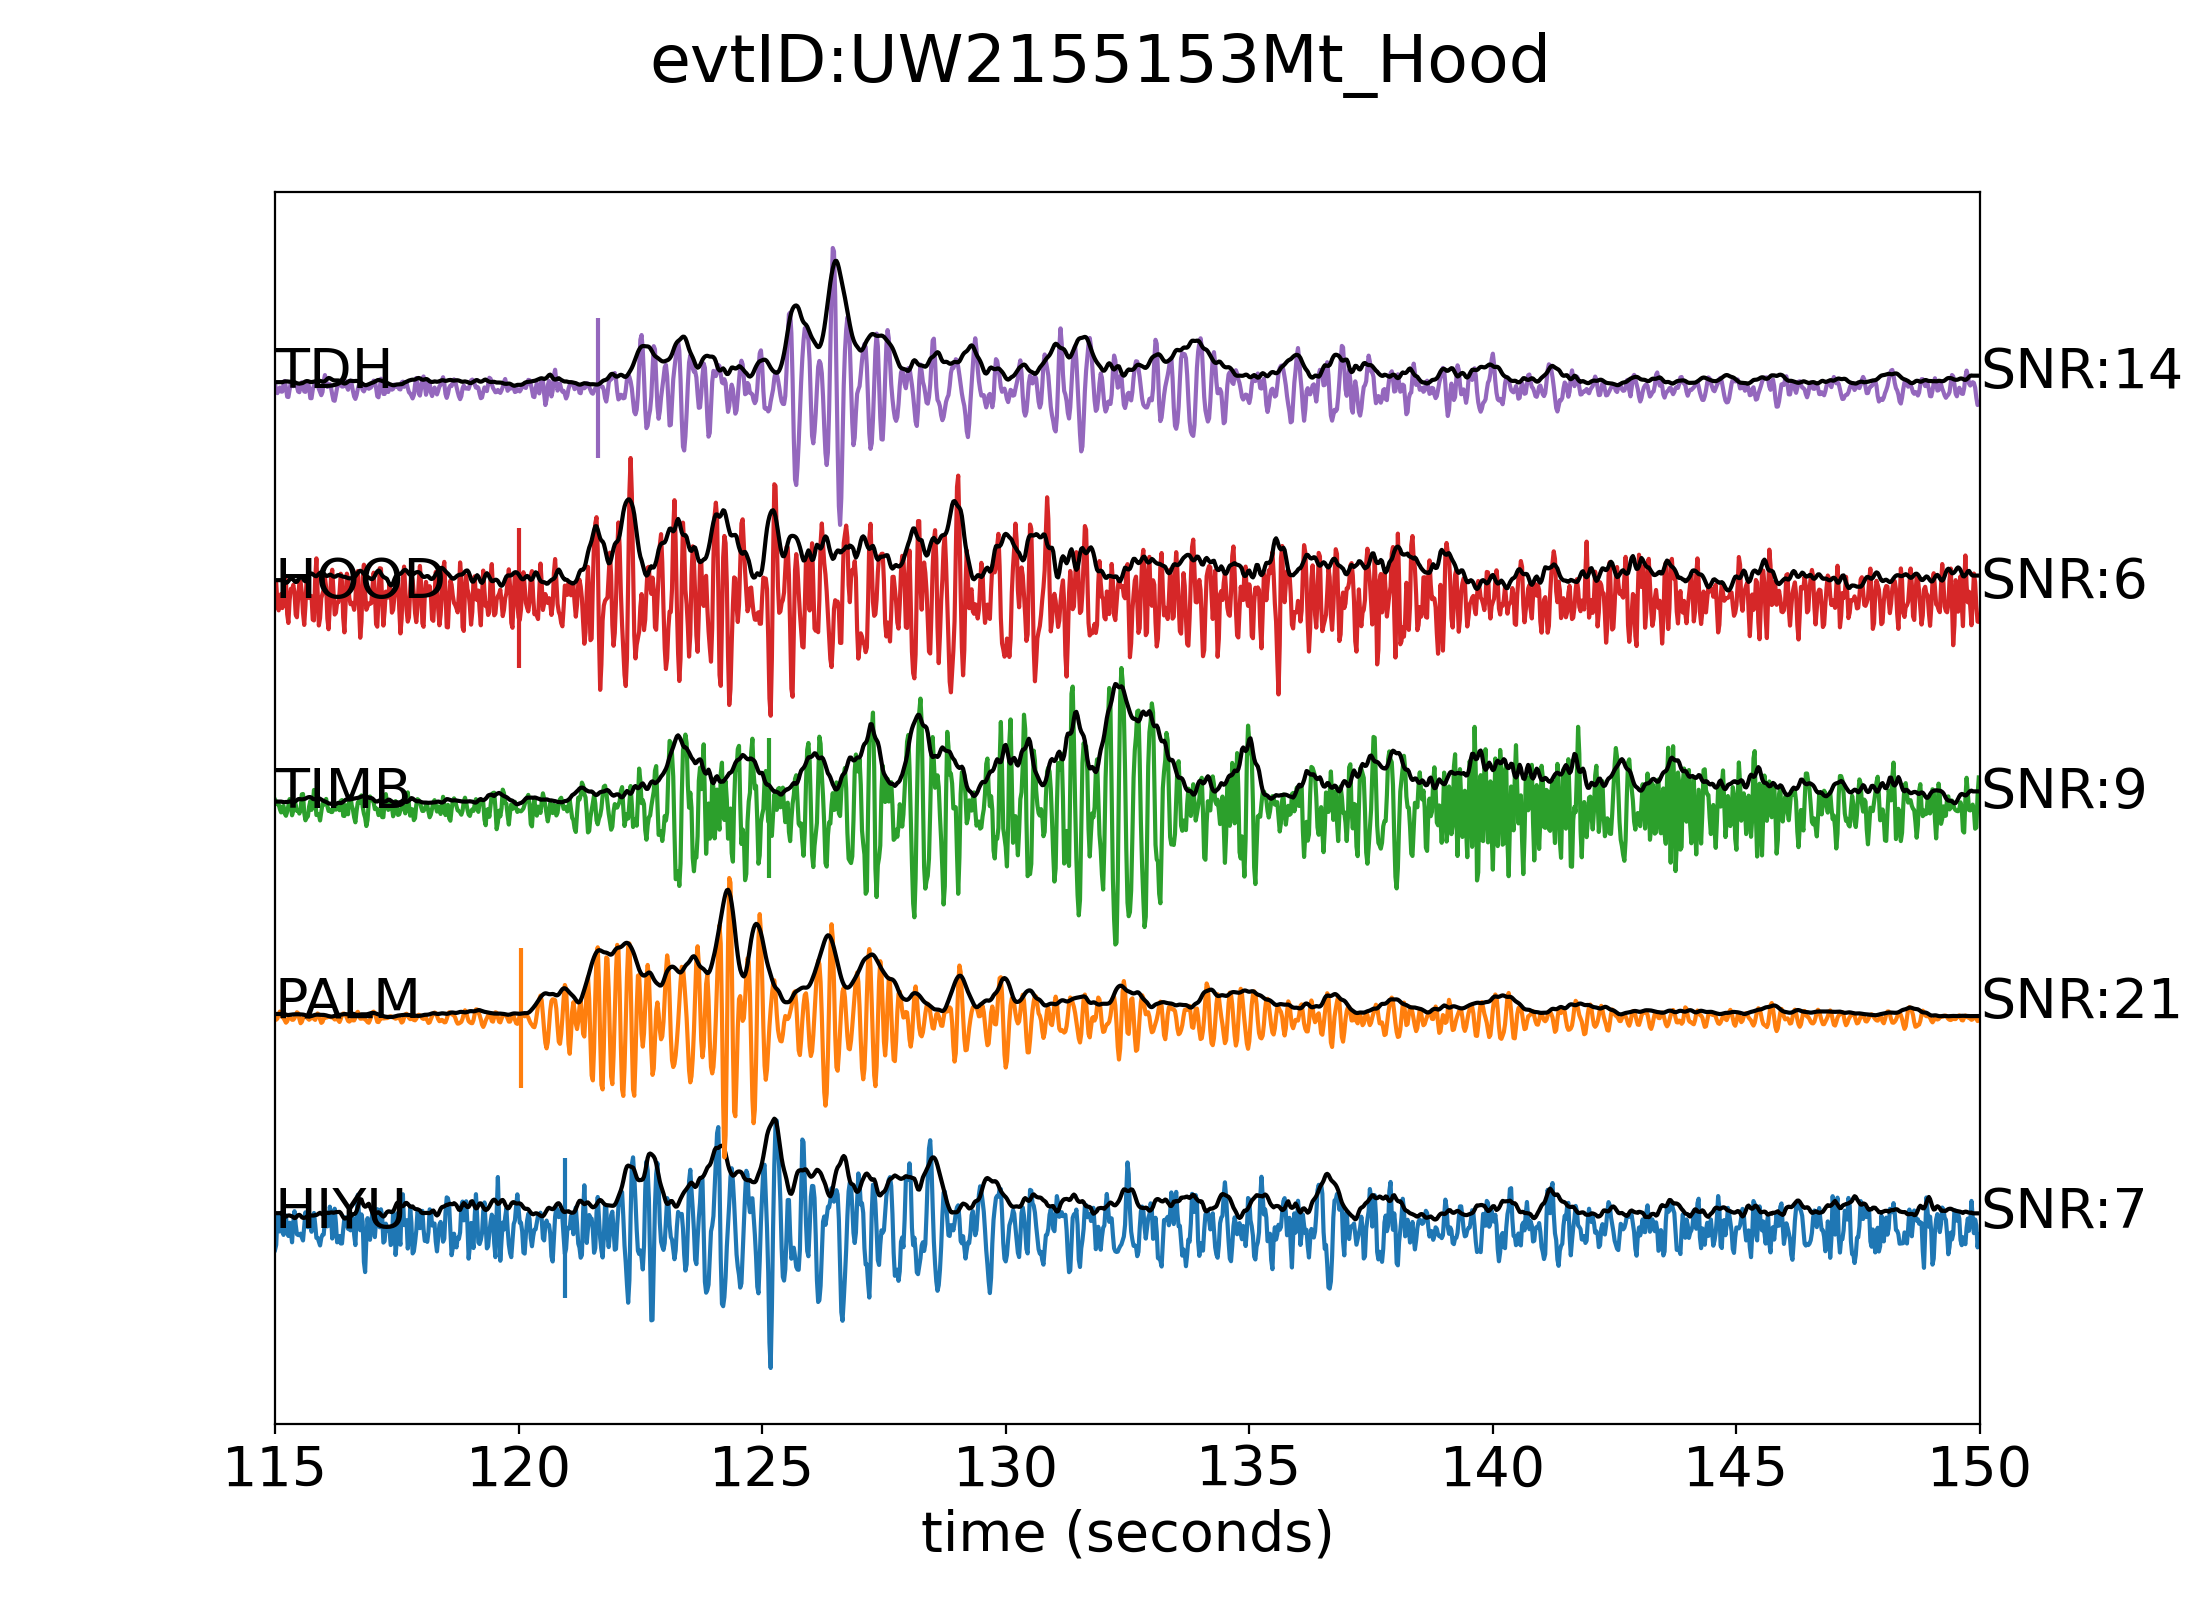 evtID:UW2155153Mt_Hood
TDH SNR:14
HOOD SNR:6
TIMB SNR:9
PALM SNR:21
HIYU SNR:7
115 120 125 130 135 140 145 150
time (seconds)